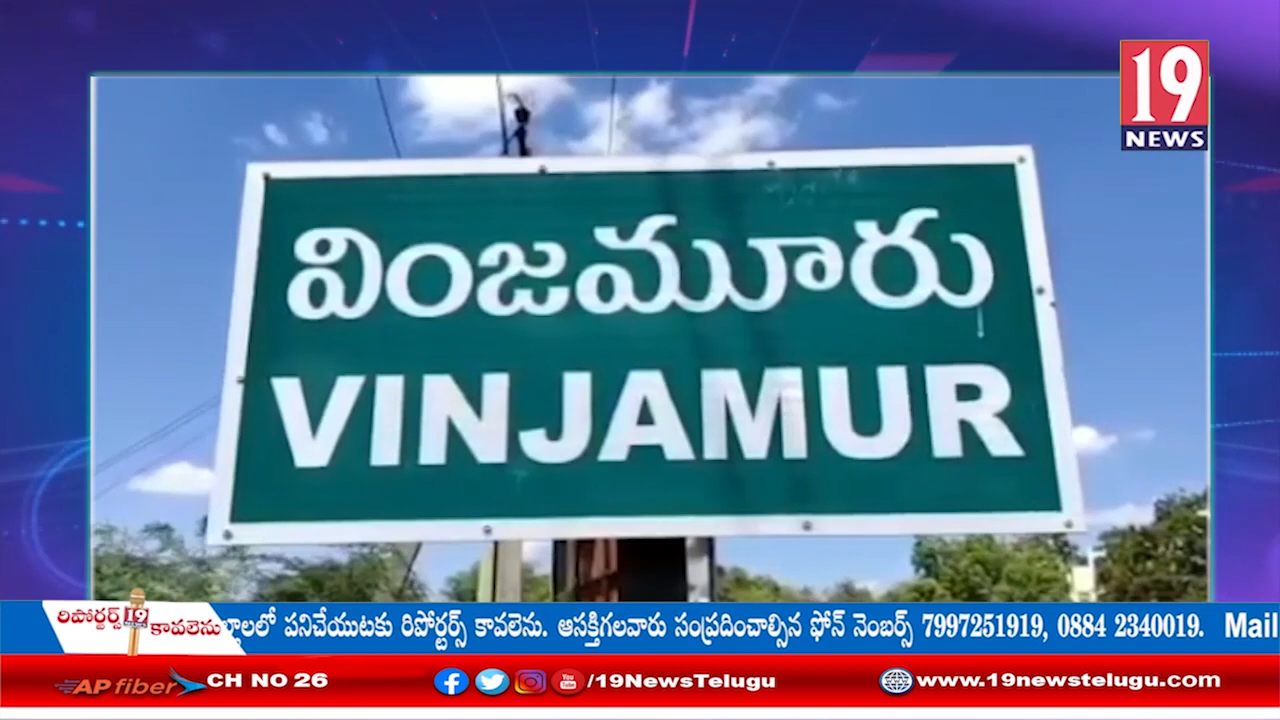 19
NEWS
వింజమూరు
VINJAMUR
రిపోర్టర్స్ 19 కావలెను
ల్లాలలో పనిచేయుటకు రిపోర్టర్స్ కావలెను. ఆసక్తిగలవారు సంప్రదించాల్సిన ఫోన్ నెంబర్స్ 7997251919, 0884 2340019. Mail
AP fiber CH NO 26 /19NewsTelugu www.19newstelugu.com